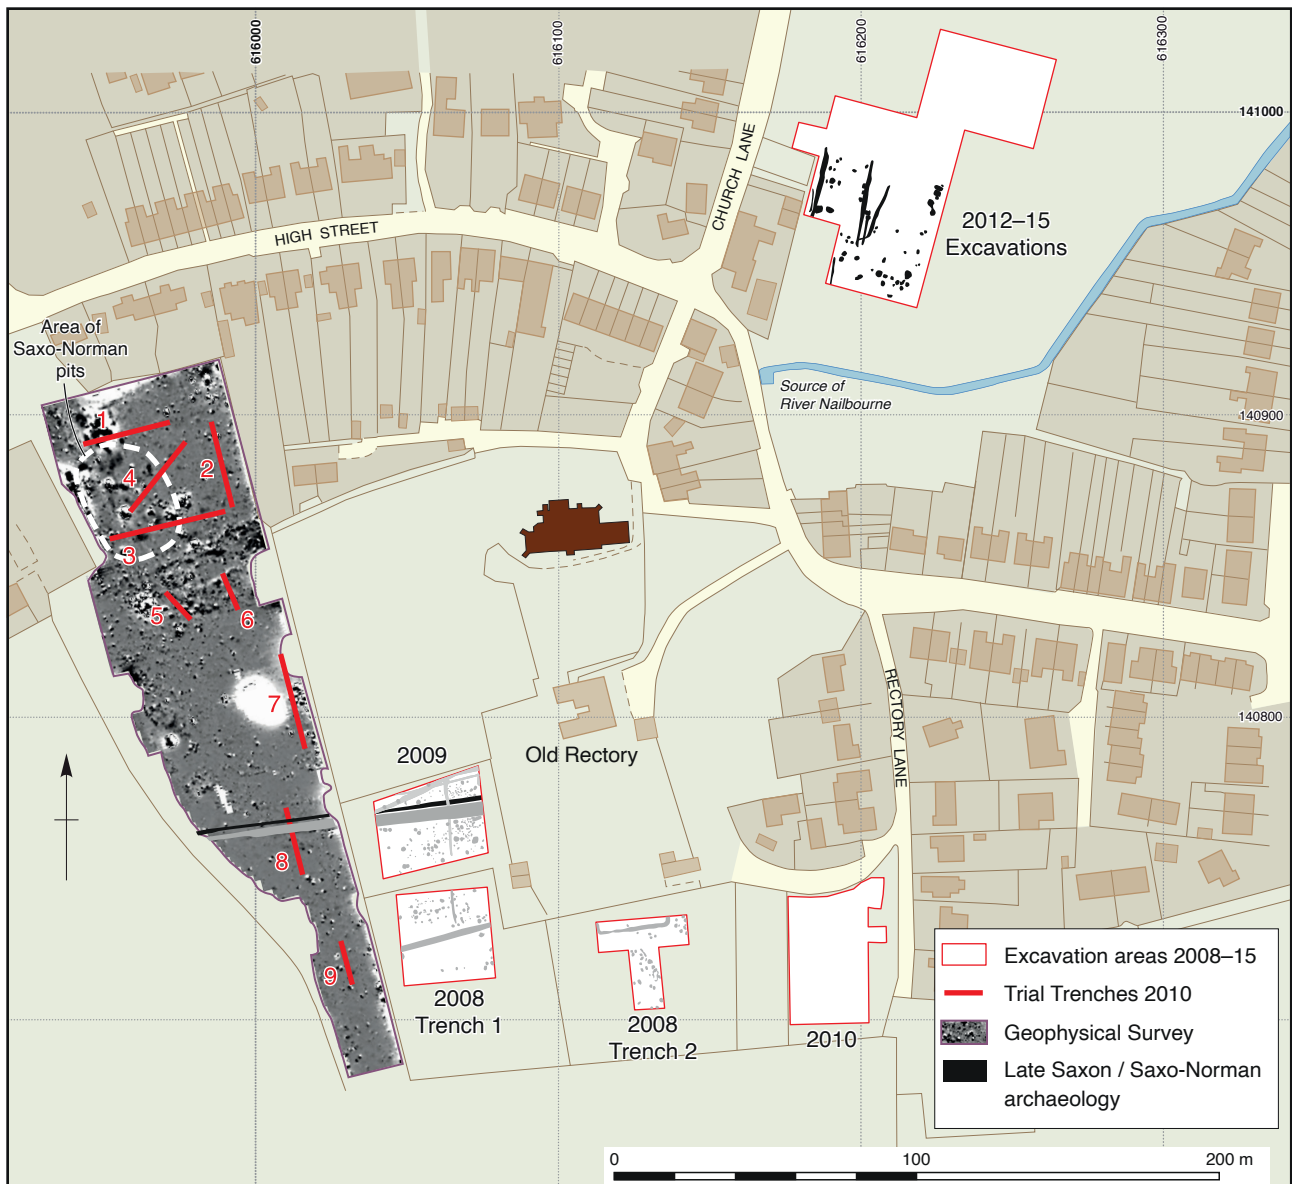 616000
616100
616200
616300
141000
140900
140800
HIGH STREET
CHURCH LANE
2012–15
Excavations
Area of
Saxo-Norman
pits
Source of
River Nailbourne
1
2
4
3
5
6
7
8
9
RECTORY LANE
Old Rectory
2009
2008
Trench 1
2008
Trench 2
2010
Excavation areas 2008–15
Trial Trenches 2010
Geophysical Survey
Late Saxon / Saxo-Norman
archaeology
0 100 200 m